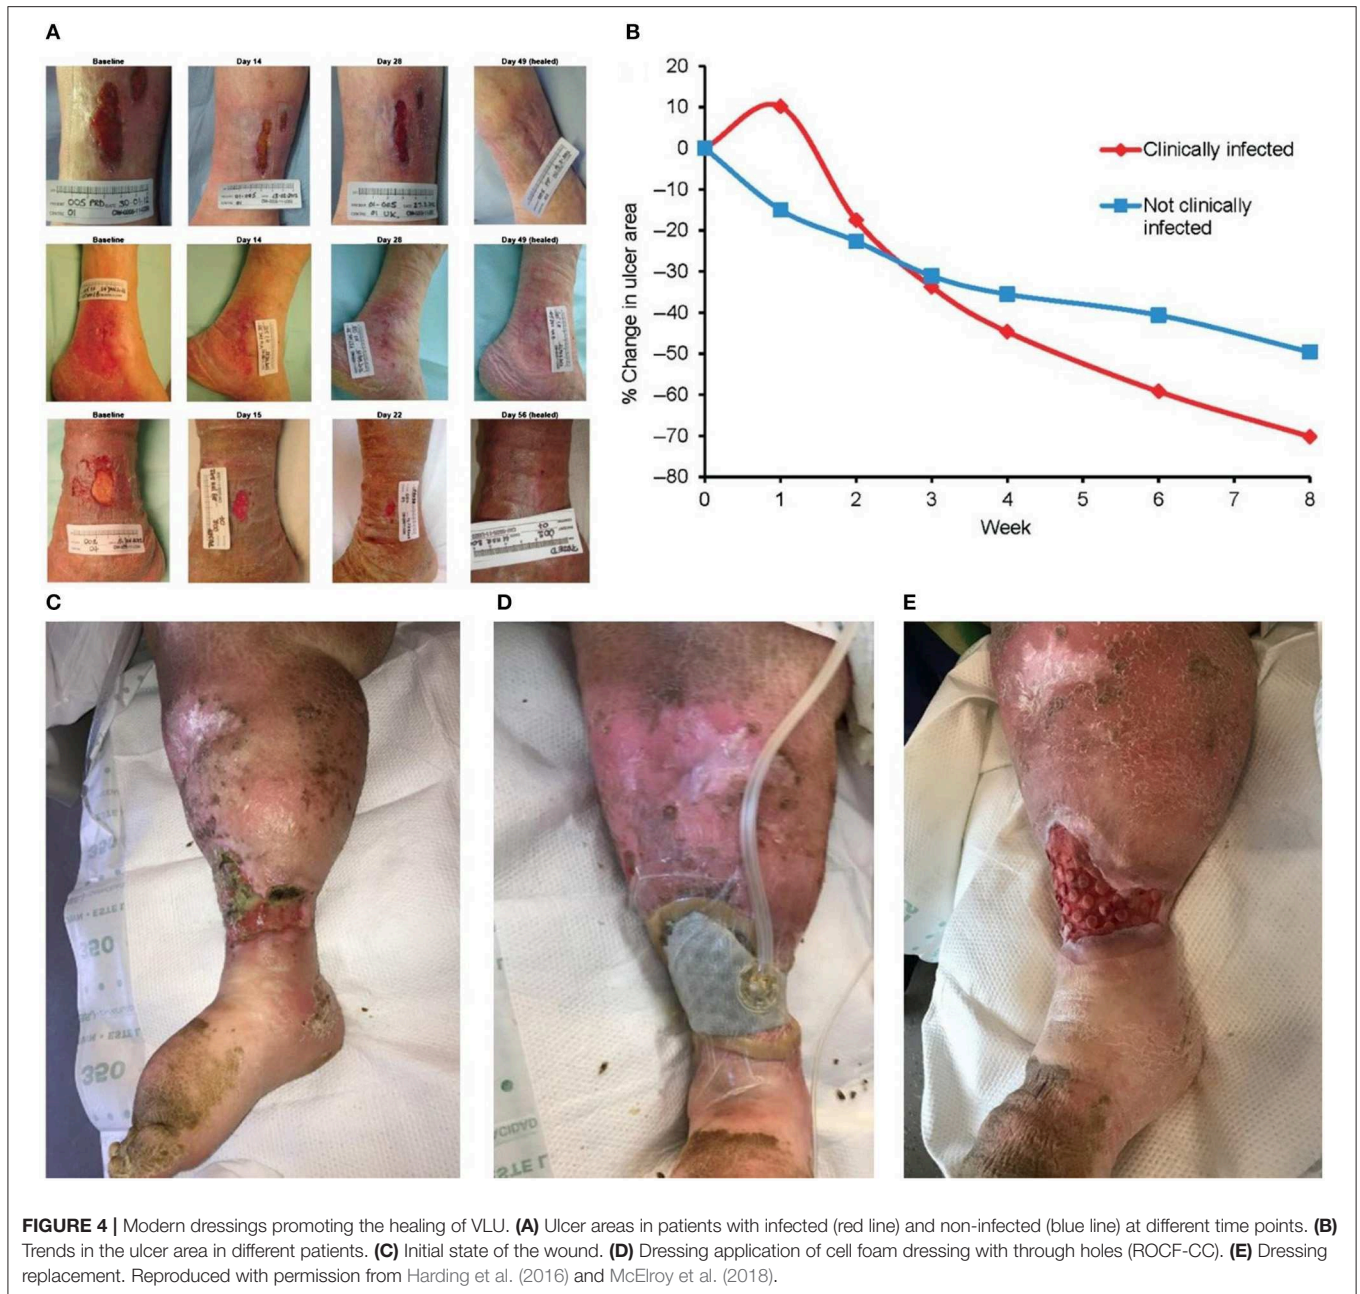 A
Baseline
Day 14
Day 28
Day 49 (healed)
Baseline
Day 14
Day 28
Day 49 (healed)
Baseline
Day 15
Day 22
Day 56 (healed)
B
20
10
0
–10
–20
–30
–40
–50
–60
–70
–80
% Change in ulcer area
0
1
2
3
4
6
7
8
Week
Clinically infected
Not clinically
infected
C
350
350
D
ACIDAD
ESTE L
E
FIGURE 4 | Modern dressings promoting the healing of VLU. (A) Ulcer areas in patients with infected (red line) and non-infected (blue line) at different time points. (B)
Trends in the ulcer area in different patients. (C) Initial state of the wound. (D) Dressing application of cell foam dressing with through holes (ROCF-CC). (E) Dressing
replacement. Reproduced with permission from Harding et al. (2016) and McElroy et al. (2018).